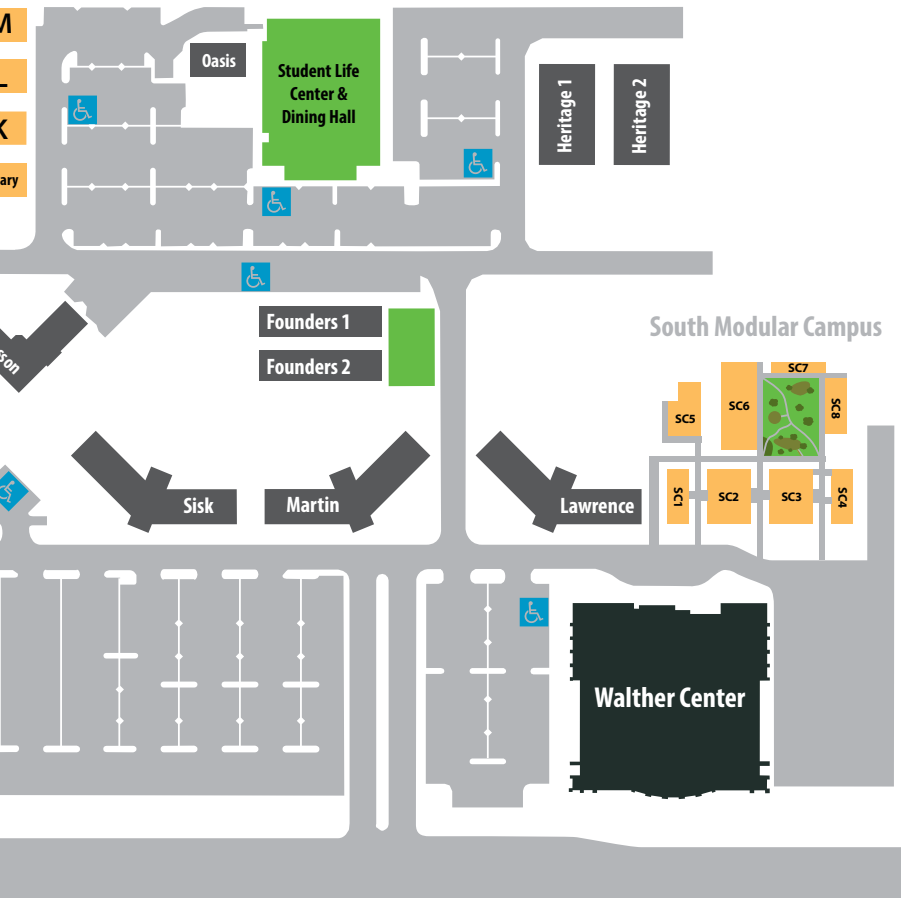 M
L
K
ary
Oasis
Student Life
Center &
Dining Hall
Heritage 1
Heritage 2
Founders 1
Founders 2
South Modular Campus
SC7
SC6
SC8
SC5
son
Sisk
Martin
Lawrence
SC1
SC2
SC3
SC4
Walther Center